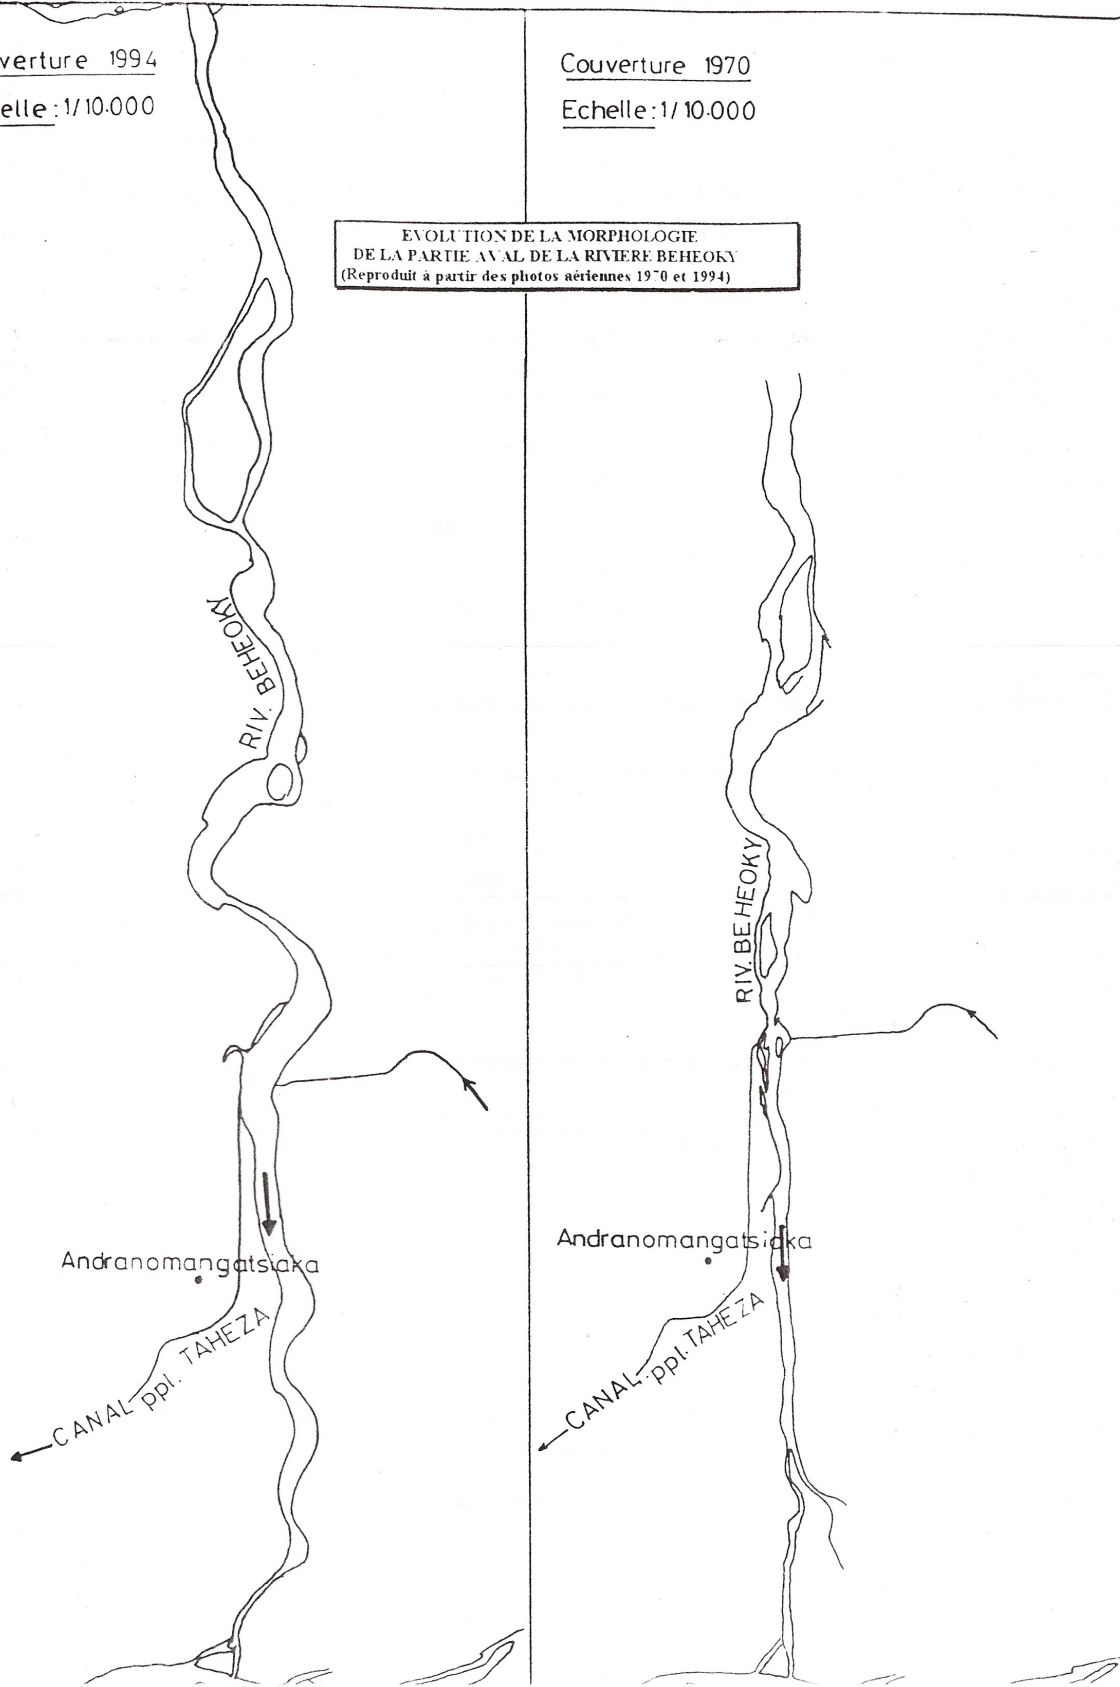 verture 1994
elle : 1/10.000
Couverture 1970
Echelle : 1/10.000
EVOLUTION DE LA MORPHOLOGIE
DE LA PARTIE AVAL DE LA RIVIERE BEHEOKY
(Reproduit à partir des photos aériennes 1970 et 1994)
RIV. BEHEOKY
Andranomangatsiaka
CANAL ppl. TAHEZA
RIV. BEHEOKY
Andranomangatsiaka
CANAL ppl. TAHEZA